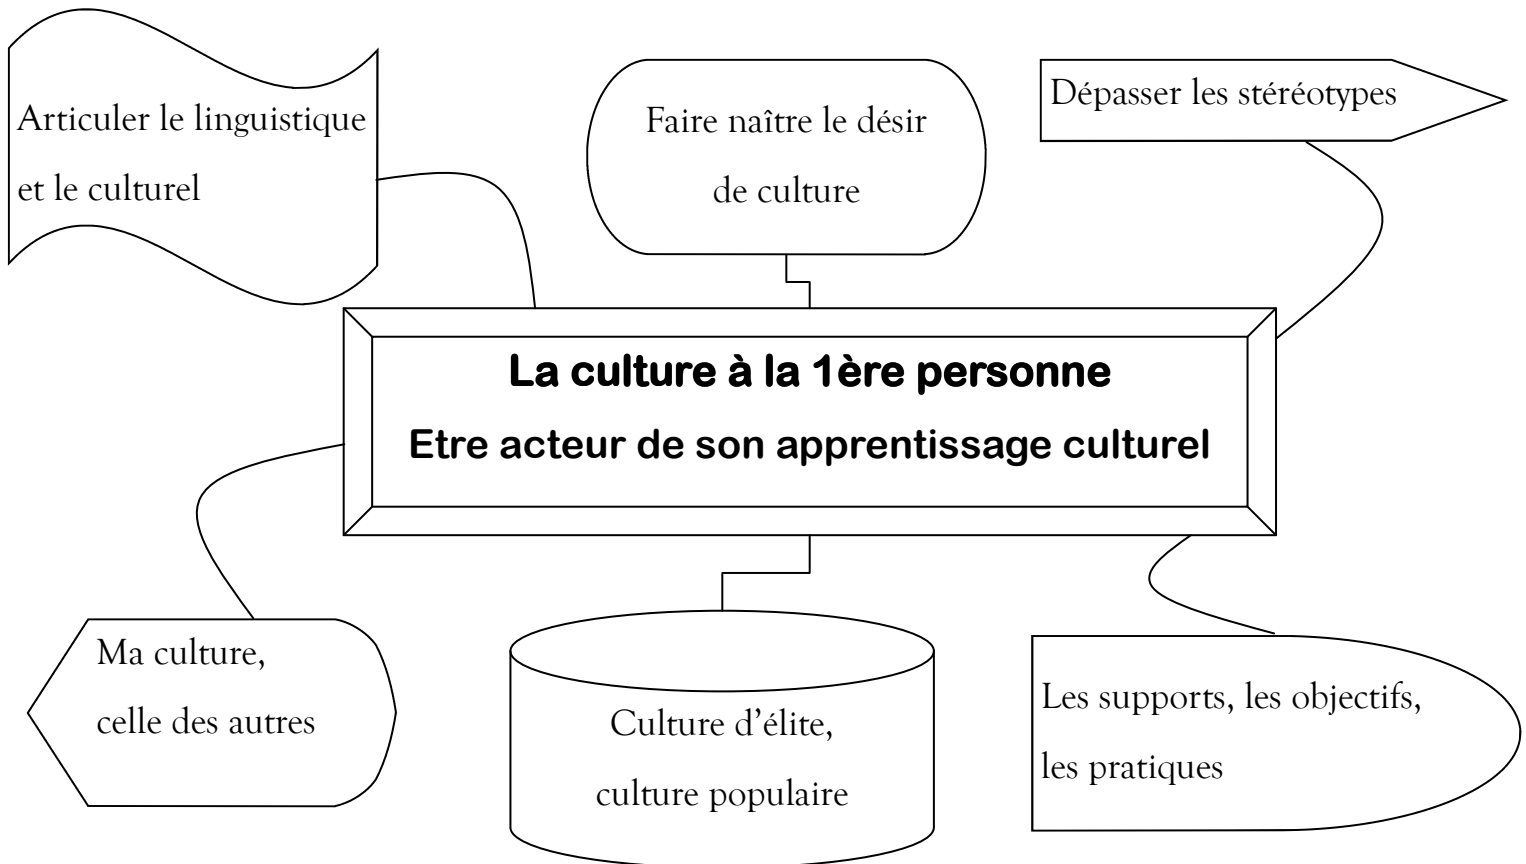 Articuler le linguistique
et le culturel
Faire naître le désir
de culture
Dépasser les stéréotypes
La culture à la 1ère personne
Etre acteur de son apprentissage culturel
Ma culture,
celle des autres
Culture d’élite,
culture populaire
Les supports, les objectifs,
les pratiques